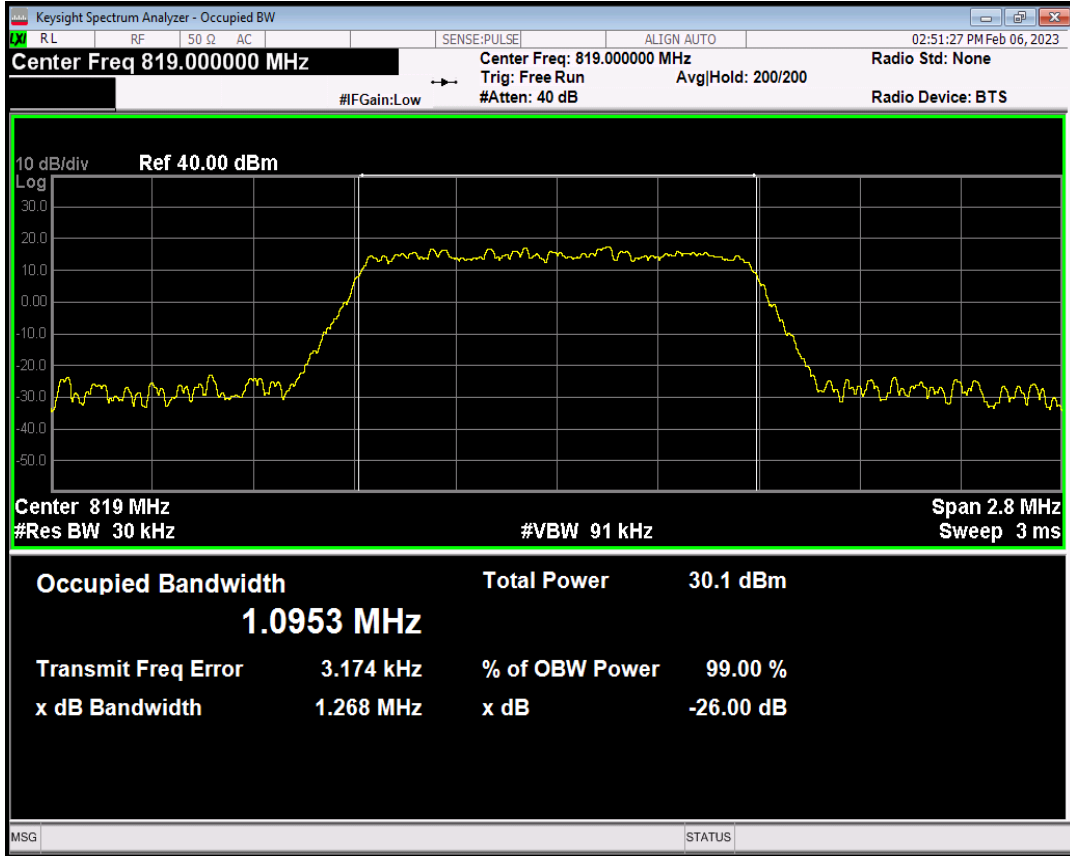 Keysight Spectrum Analyzer - Occupied BW
LXI RL RF 50 Ω AC SENSE:PULSE ALIGN AUTO 02:51:27 PM Feb 06, 2023
Center Freq 819.000000 MHz
Center Freq: 819.000000 MHz
Radio Std: None
Trig: Free Run Avg|Hold: 200/200
#IFGain:Low #Atten: 40 dB
Radio Device: BTS
10 dB/div Ref 40.00 dBm
Log
30.0
20.0
10.0
0.00
-10.0
-20.0
-30.0
-40.0
-50.0
Center 819 MHz Span 2.8 MHz
#Res BW 30 kHz #VBW 91 kHz Sweep 3 ms
Occupied Bandwidth Total Power 30.1 dBm
1.0953 MHz
Transmit Freq Error 3.174 kHz % of OBW Power 99.00 %
x dB Bandwidth 1.268 MHz x dB -26.00 dB
MSG STATUS